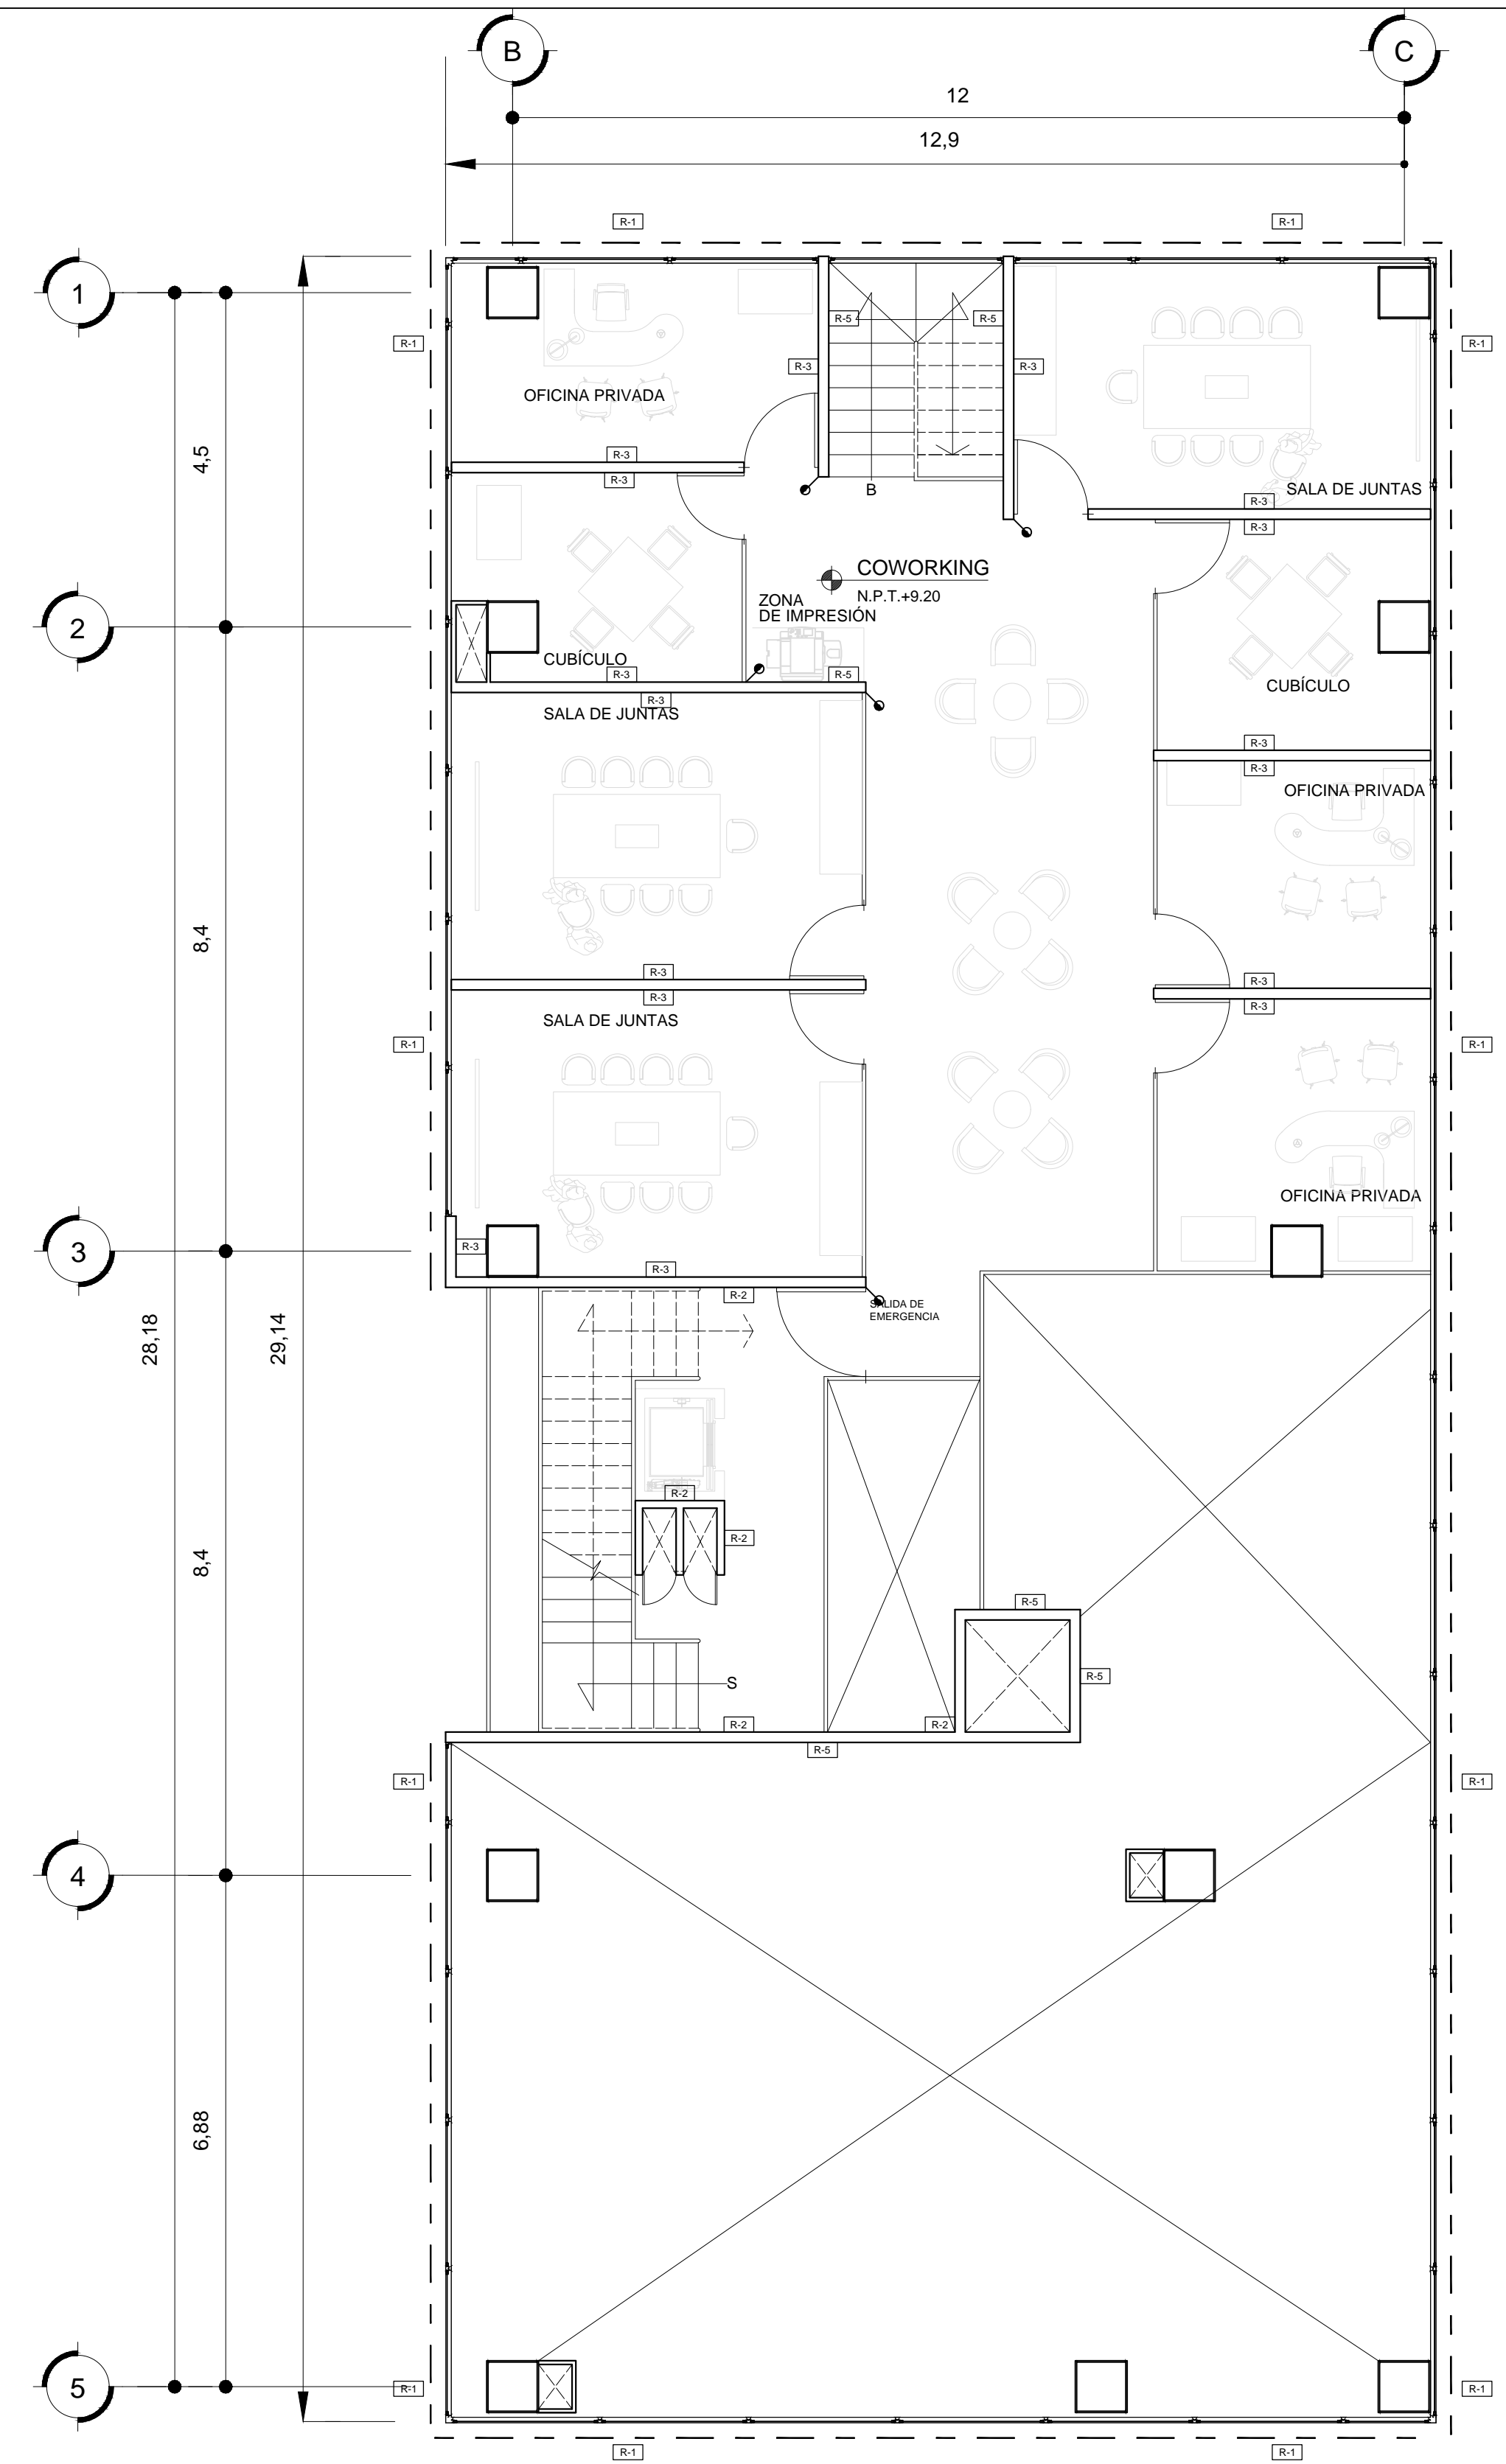 B
C
12
12,9
R-1
R-1
1
R-1
R-5
R-5
R-1
R-3
R-3
OFICINA PRIVADA
4,5
R-3
R-3
B
SALA DE JUNTAS
R-3
R-3
COWORKING
N.P.T.+9.20
ZONA
DE IMPRESIÓN
2
CUBÍCULO
R-3
R-5
CUBÍCULO
R-3
SALA DE JUNTAS
R-3
R-3
OFICINA PRIVADA
8,4
R-3
R-3
R-3
R-3
SALA DE JUNTAS
R-1
R-1
OFICINA PRIVADA
3
R-3
R-3
R-2
SALIDA DE
EMERGENCIA
28,18
29,14
R-2
R-2
8,4
R-5
R-5
S
R-2
R-2
R-5
R-1
R-1
4
6,88
5
R-1
R-1
R-1
R-1